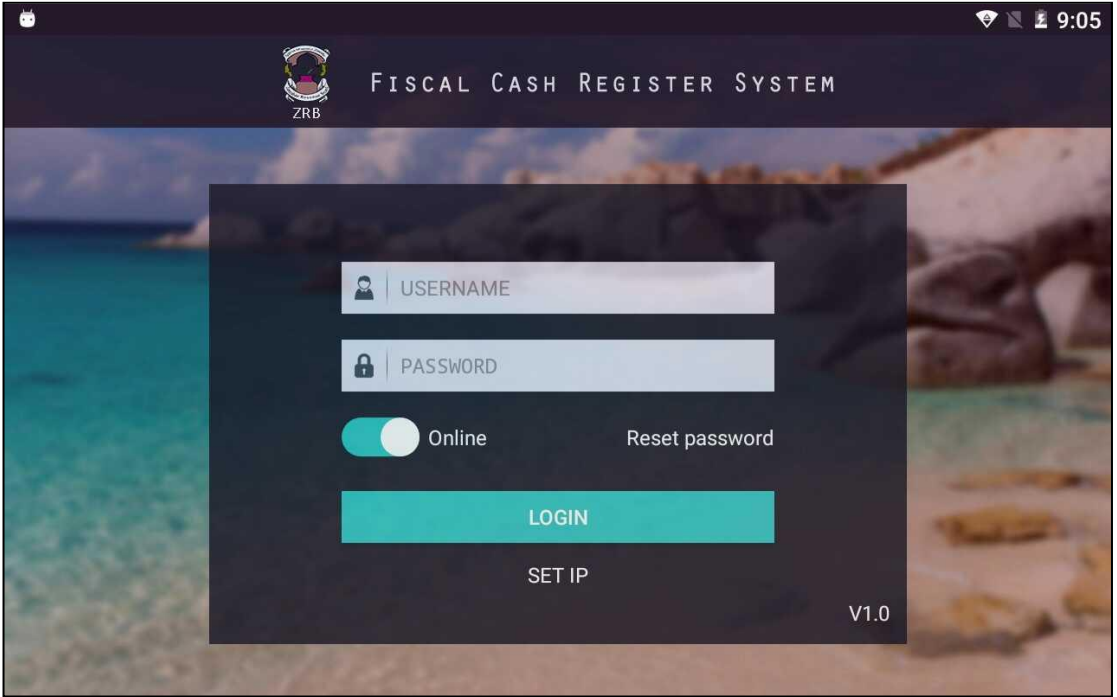 9:05
FISCAL CASH REGISTER SYSTEM
ZRB
USERNAME
PASSWORD
Online Reset password
LOGIN
SET IP
V1.0